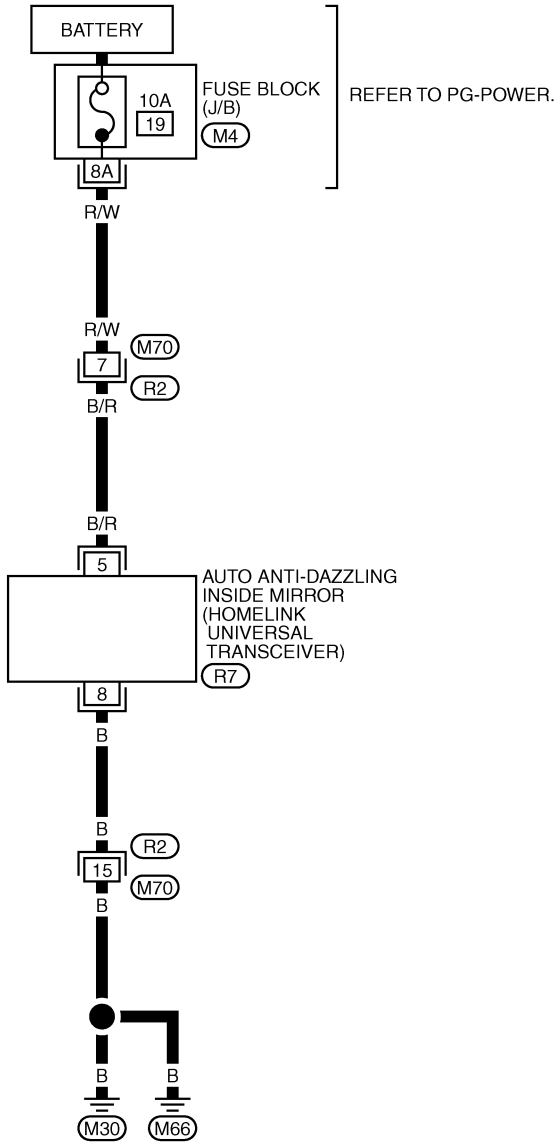 BATTERY
FUSE BLOCK
(J/B)
10A
19
M4
REFER TO PG-POWER.
8A
R/W
R/W
M70
7
R2
B/R
B/R
5
AUTO ANTI-DAZZLING
INSIDE MIRROR
(HOMELINK
UNIVERSAL
TRANSCEIVER)
R7
8
B
B
R2
15
M70
B
B
B
M30
M66